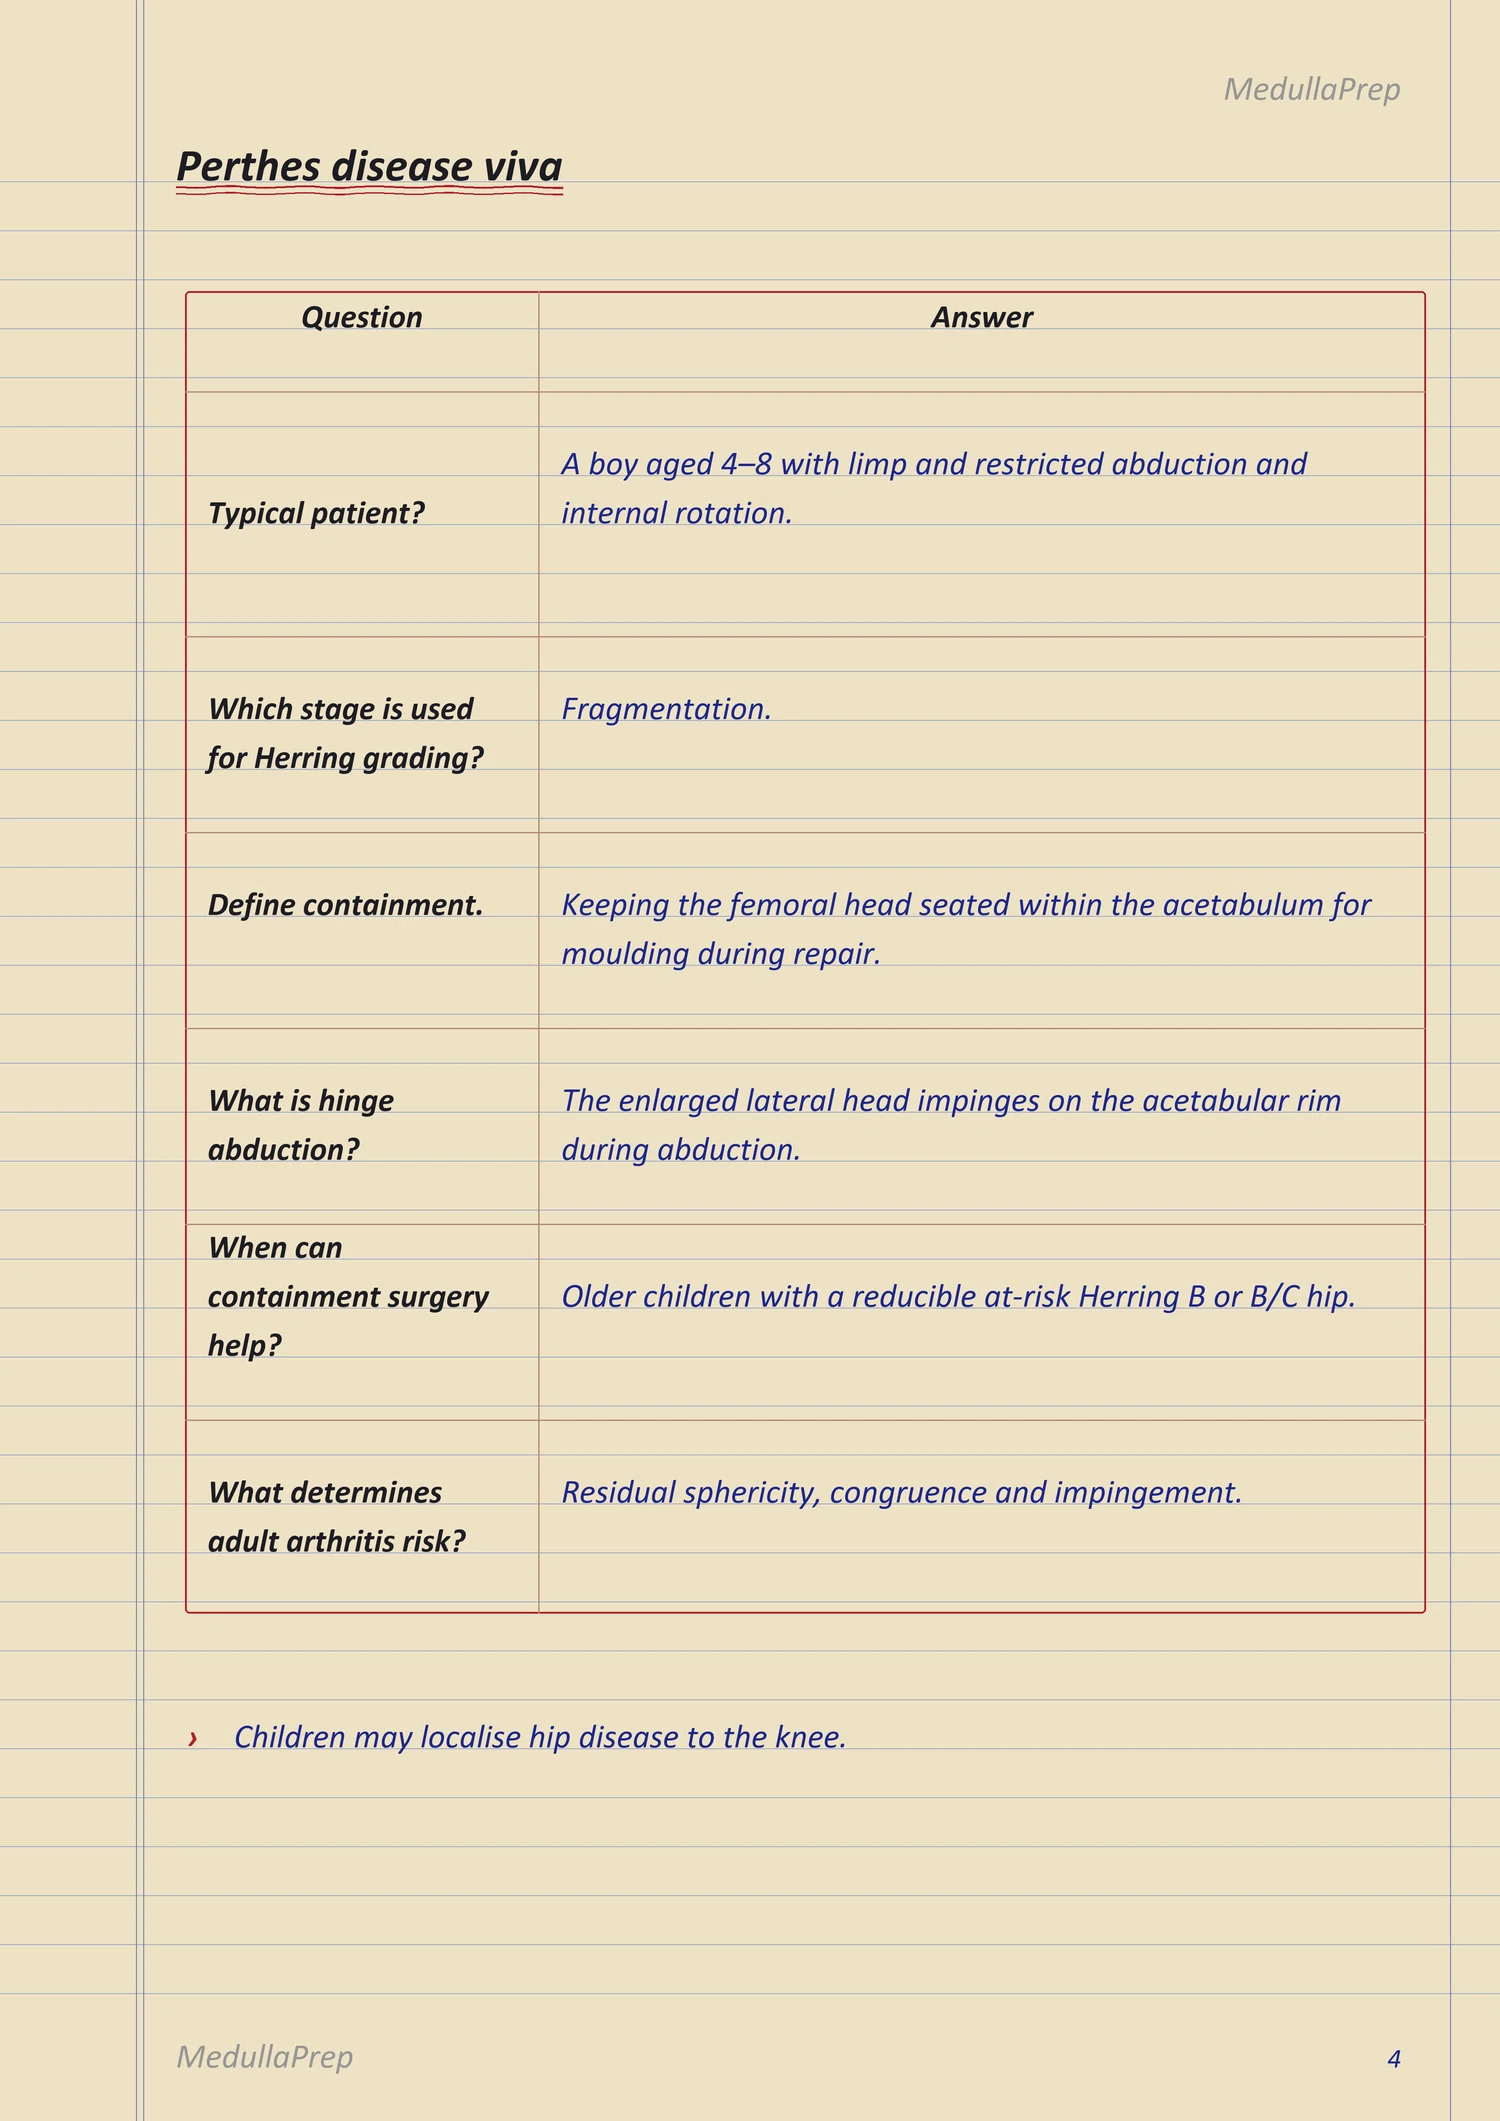 MedullaPrep
Perthes disease viva
Question Answer
Typical patient?
A boy aged 4–8 with limp and restricted abduction and
internal rotation.
Which stage is used
for Herring grading?
Fragmentation.
Define containment.
Keeping the femoral head seated within the acetabulum for
moulding during repair.
What is hinge
abduction?
The enlarged lateral head impinges on the acetabular rim
during abduction.
When can
containment surgery
help?
Older children with a reducible at-risk Herring B or B/C hip.
What determines
adult arthritis risk?
Residual sphericity, congruence and impingement.
› Children may localise hip disease to the knee.
MedullaPrep
4